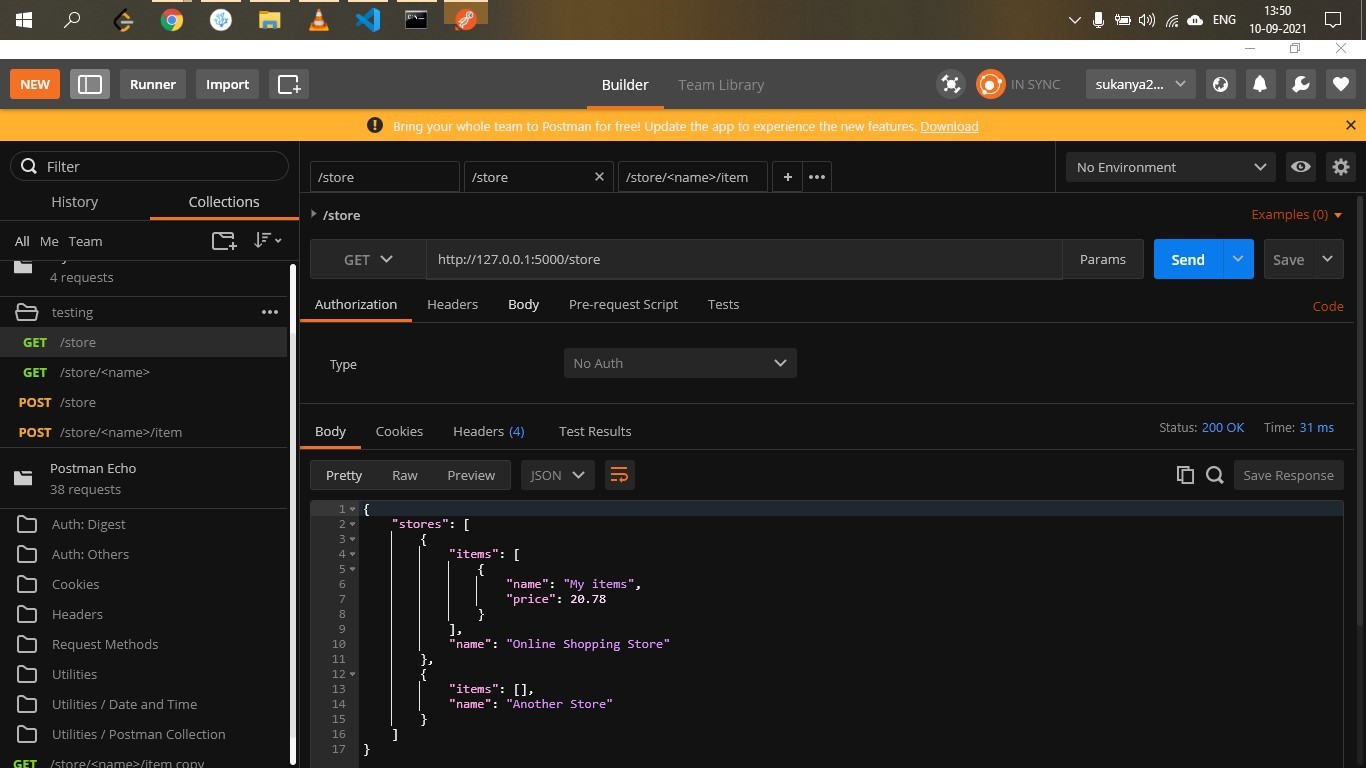 ENG
13:50
10-09-2021
NEW
Runner
Import
Builder
Team Library
IN SYNC
sukanya2...
Bring your whole team to Postman for free! Update the app to experience the new features. Download
Filter
/store
/store
/store/<name>/item
No Environment
History
Collections
/store
Examples (0)
All Me Team
GET
http://127.0.0.1:5000/store
Params
Send
Save
4 requests
testing
Authorization
Headers
Body
Pre-request Script
Tests
Code
GET /store
GET /store/<name>
POST /store
POST /store/<name>/item
Type
No Auth
Body
Cookies
Headers (4)
Test Results
Status: 200 OK
Time: 31 ms
Postman Echo
38 requests
Pretty
Raw
Preview
JSON
Save Response
Auth: Digest
Auth: Others
Cookies
Headers
Request Methods
Utilities
Utilities / Date and Time
Utilities / Postman Collection
GET /store/<name>/item copy
1 {
2 "stores": [
3 {
4 "items": [
5 {
6 "name": "My items",
7 "price": 20.78
8 }
9 ],
10 "name": "Online Shopping Store"
11 },
12 {
13 "items": [],
14 "name": "Another Store"
15 }
16 ]
17 }